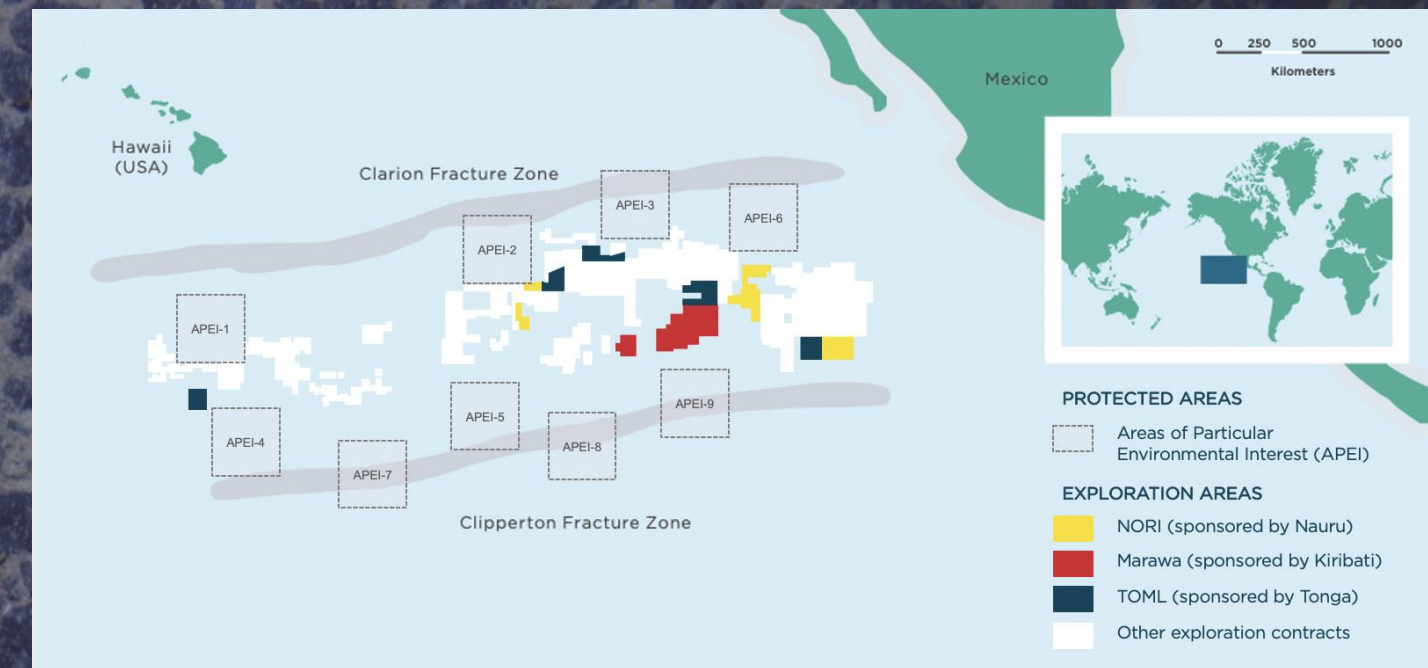 0 250 500 1000
Kilometers
Mexico
Hawaii
(USA)
Clarion Fracture Zone
APEI-3
APEI-6
APEI-2
APEI-1
APEI-9
APEI-5
APEI-4
APEI-8
APEI-7
Clipperton Fracture Zone
PROTECTED AREAS
Areas of Particular
Environmental Interest (APEI)
EXPLORATION AREAS
NORI (sponsored by Nauru)
Marawa (sponsored by Kiribati)
TOML (sponsored by Tonga)
Other exploration contracts